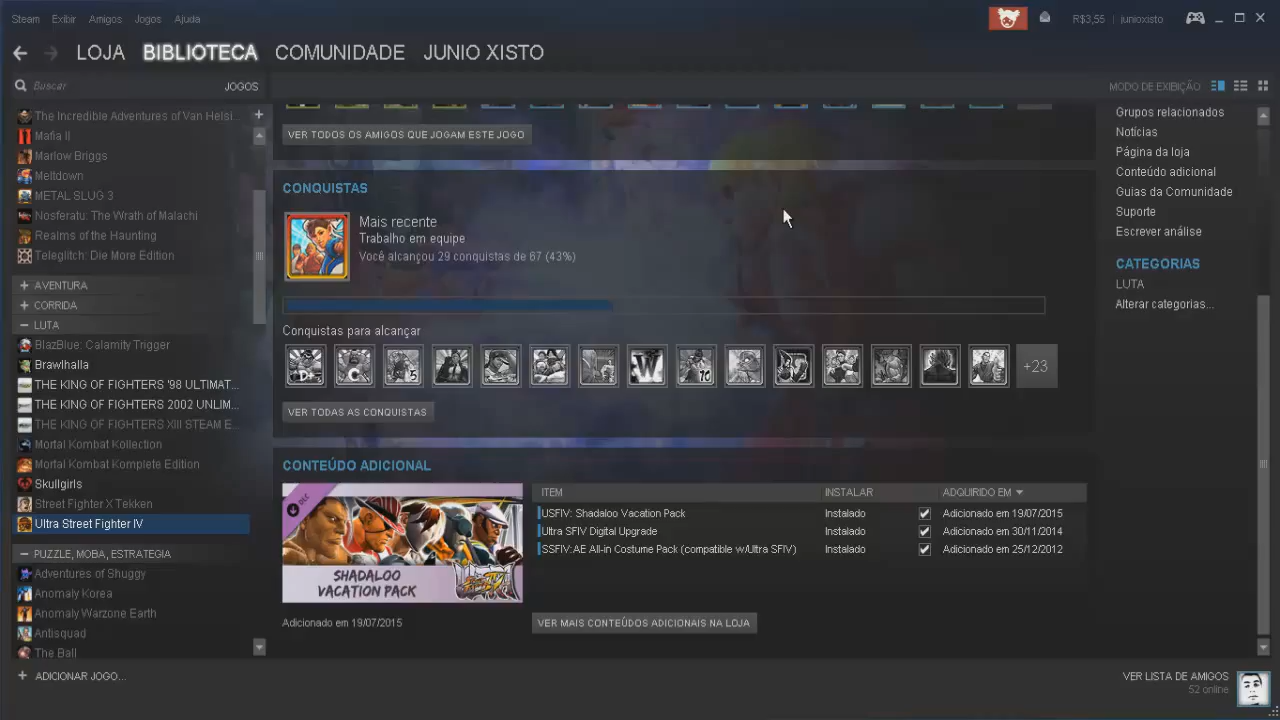 Steam Exibir Amigos Jogos Ajuda
R$3,55 | junioxisto
LOJA BIBLIOTECA COMUNIDADE JUNIO XISTO
Buscar JOGOS
MODO DE EXIBIÇÃO
The Incredible Adventures of Van Helsi...
Mafia II
Marlow Briggs
Meltdown
METAL SLUG 3
Nosferatu: The Wrath of Malachi
Realms of the Haunting
Teleglitch: Die More Edition
+ AVENTURA
+ CORRIDA
− LUTA
BlazBlue: Calamity Trigger
Brawlhalla
THE KING OF FIGHTERS '98 ULTIMAT...
THE KING OF FIGHTERS 2002 UNLIM...
THE KING OF FIGHTERS XIII STEAM E...
Mortal Kombat Kollection
Mortal Kombat Komplete Edition
Skullgirls
Street Fighter X Tekken
Ultra Street Fighter IV
− PUZZLE, MOBA, ESTRATEGIA
Adventures of Shuggy
Anomaly Korea
Anomaly Warzone Earth
Antisquad
The Ball
+ ADICIONAR JOGO...
VER TODOS OS AMIGOS QUE JOGAM ESTE JOGO
CONQUISTAS
Mais recente
Trabalho em equipe
Você alcançou 29 conquistas de 67 (43%)
Conquistas para alcançar
+23
VER TODAS AS CONQUISTAS
CONTEÚDO ADICIONAL
DLC
SHADALOO
VACATION PACK
Adicionado em 19/07/2015
ITEM INSTALAR ADQUIRIDO EM
USFIV: Shadaloo Vacation Pack Instalado Adicionado em 19/07/2015
Ultra SFIV Digital Upgrade Instalado Adicionado em 30/11/2014
SSFIV:AE All-in Costume Pack (compatible w/Ultra SFIV) Instalado Adicionado em 25/12/2012
VER MAIS CONTEÚDOS ADICIONAIS NA LOJA
Grupos relacionados
Notícias
Página da loja
Conteúdo adicional
Guias da Comunidade
Suporte
Escrever análise
CATEGORIAS
LUTA
Alterar categorias...
VER LISTA DE AMIGOS
52 online